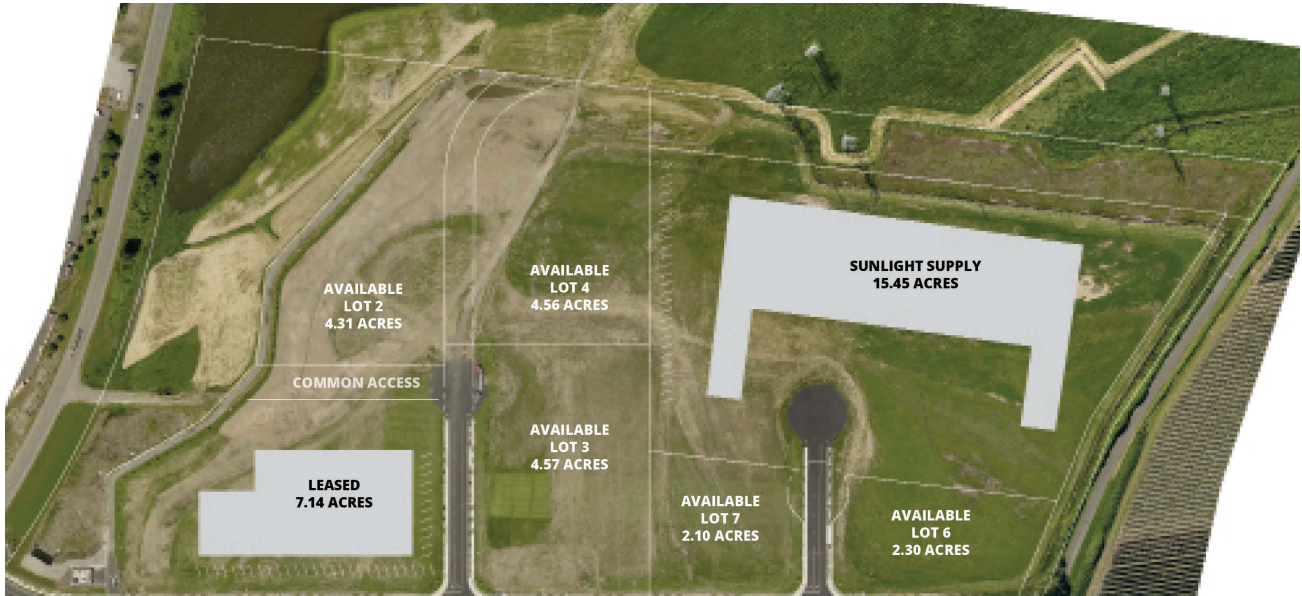 AVAILABLE
LOT 2
4.31 ACRES
AVAILABLE
LOT 4
4.56 ACRES
SUNLIGHT SUPPLY
15.45 ACRES
COMMON ACCESS
AVAILABLE
LOT 3
4.57 ACRES
LEASED
7.14 ACRES
AVAILABLE
LOT 7
2.10 ACRES
AVAILABLE
LOT 6
2.30 ACRES